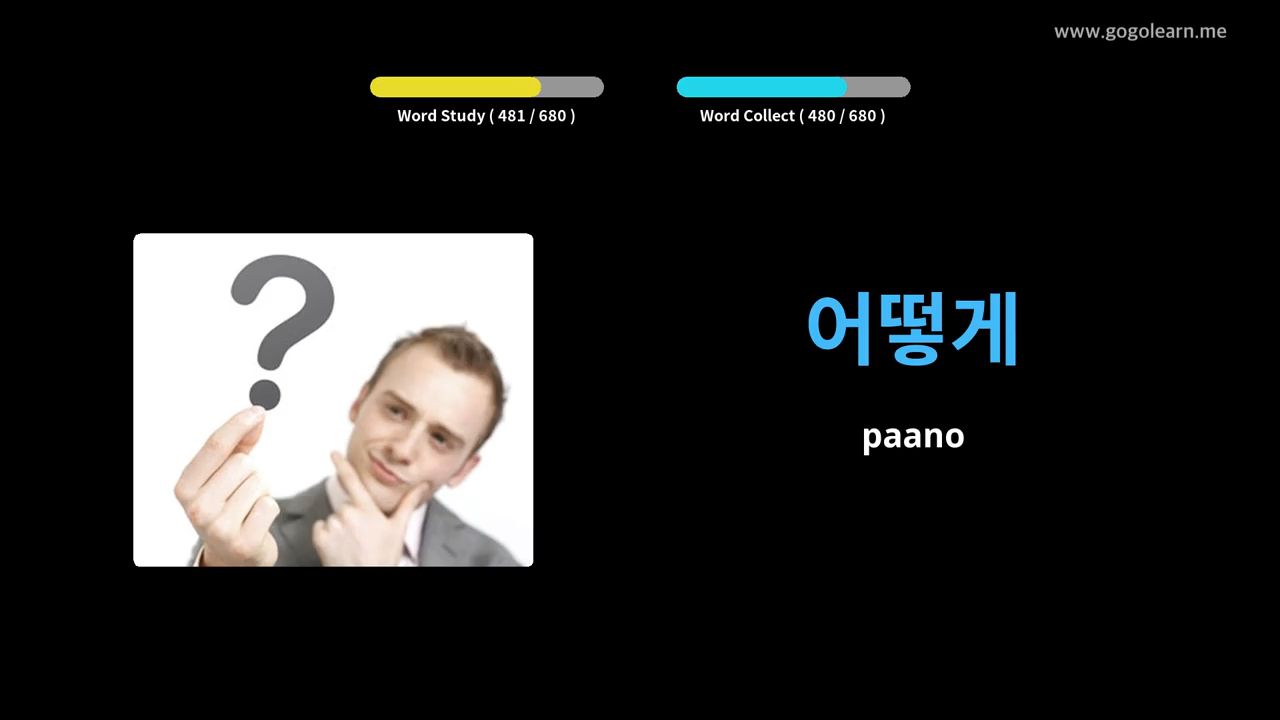 www.gogolearn.me
Word Study ( 481 / 680 )
Word Collect ( 480 / 680 )
?
어떻게
paano